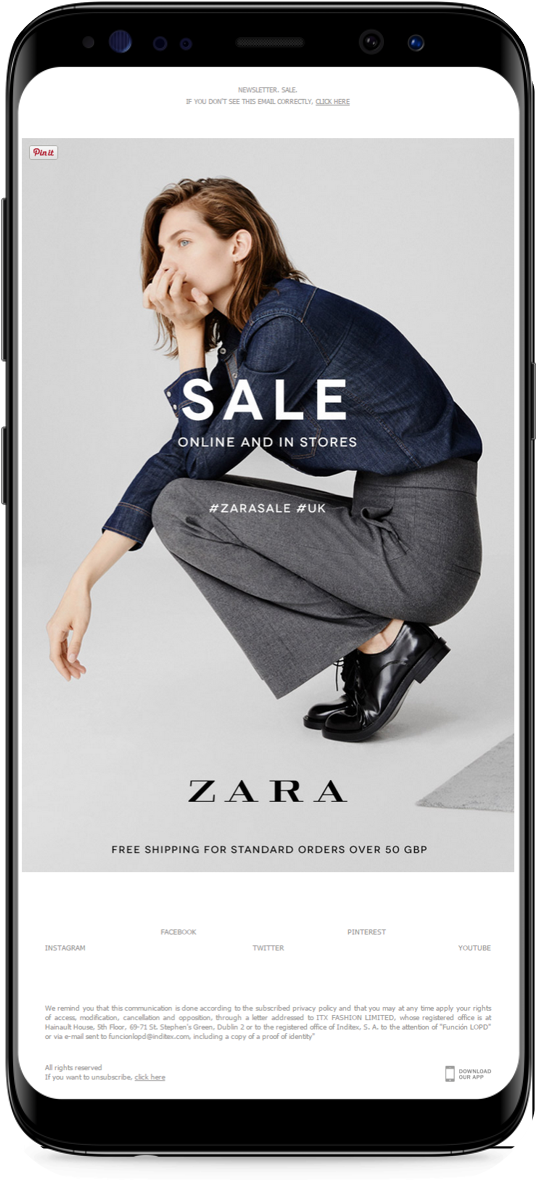 NEWSLETTER. SALE.
IF YOU DON'T SEE THIS EMAIL CORRECTLY, CLICK HERE
Pin it
SALE
ONLINE AND IN STORES
#ZARASALE #UK
ZARA
FREE SHIPPING FOR STANDARD ORDERS OVER 50 GBP
FACEBOOK PINTEREST
INSTAGRAM TWITTER YOUTUBE
We remind you that this communication is done according to the subscribed privacy policy and that you may at any time apply your rights
of access, modification, cancellation and opposition, through a letter addressed to ITX FASHION LIMITED, whose registered office is at
Hainault House, 5th Floor, 69-71 St. Stephen's Green, Dublin 2 or to the registered office of Inditex, S. A. to the attention of "Función LOPD"
or via e-mail sent to funcionlopd@inditex.com, including a copy of a proof of identity"
All rights reserved
If you want to unsubscribe, click here
DOWNLOAD
OUR APP